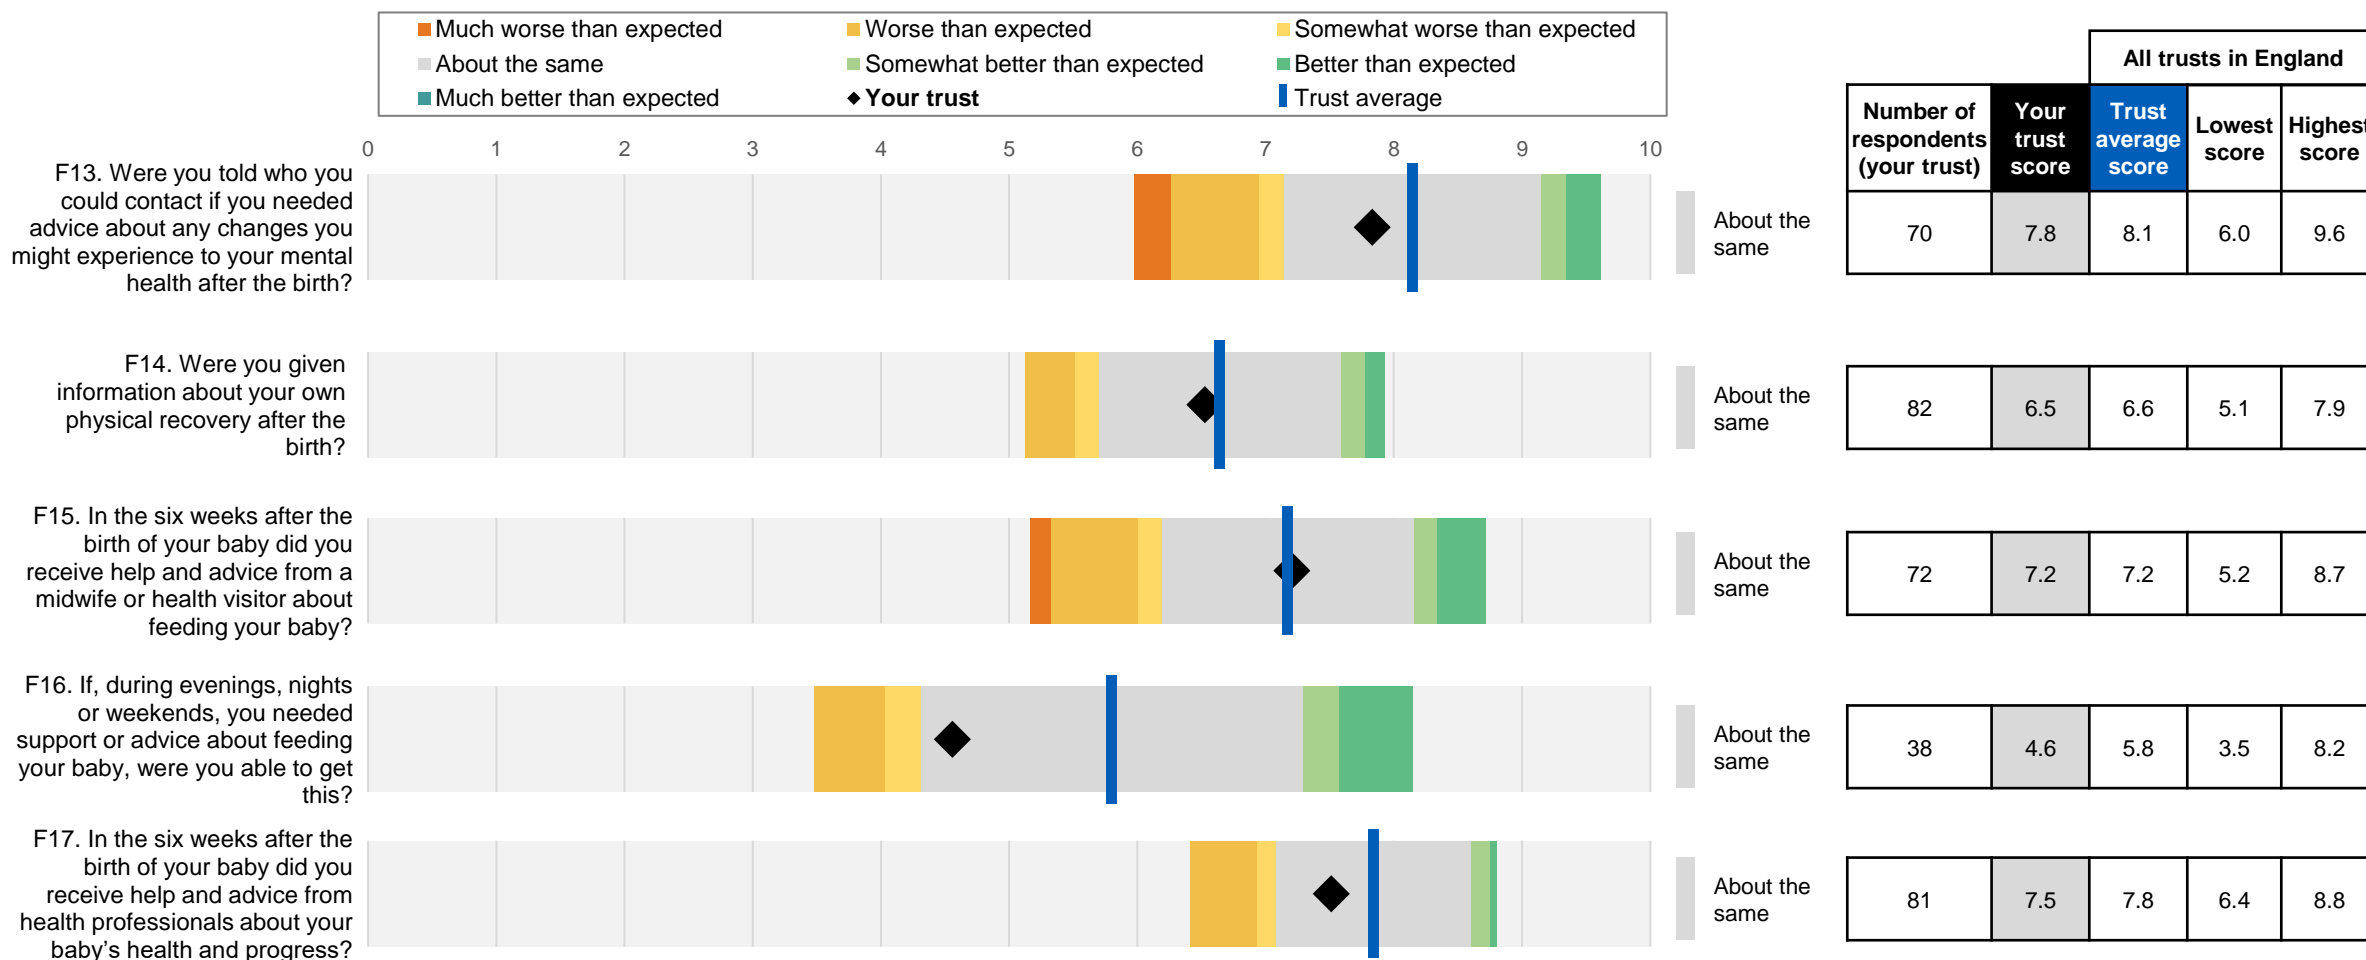 Much worse than expected
Worse than expected
Somewhat worse than expected
About the same
Somewhat better than expected
Better than expected
Much better than expected
Your trust
Trust average
All trusts in England
Number of respondents (your trust)
Your trust score
Trust average score
Lowest score
Highest score
0 1 2 3 4 5 6 7 8 9 10
F13. Were you told who you
could contact if you needed
advice about any changes you
might experience to your mental
health after the birth?
About the
same
70 7.8 8.1 6.0 9.6
F14. Were you given
information about your own
physical recovery after the
birth?
About the
same
82 6.5 6.6 5.1 7.9
F15. In the six weeks after the
birth of your baby did you
receive help and advice from a
midwife or health visitor about
feeding your baby?
About the
same
72 7.2 7.2 5.2 8.7
F16. If, during evenings, nights
or weekends, you needed
support or advice about feeding
your baby, were you able to get
this?
About the
same
38 4.6 5.8 3.5 8.2
F17. In the six weeks after the
birth of your baby did you
receive help and advice from
health professionals about your
baby’s health and progress?
About the
same
81 7.5 7.8 6.4 8.8